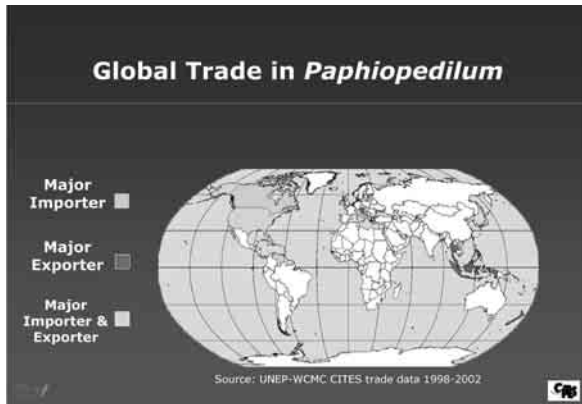 Global Trade in Paphiopedilum
Major
Importer
Major
Exporter
Major
Importer &
Exporter
Source: UNEP-WCMC CITES trade data 1998-2002